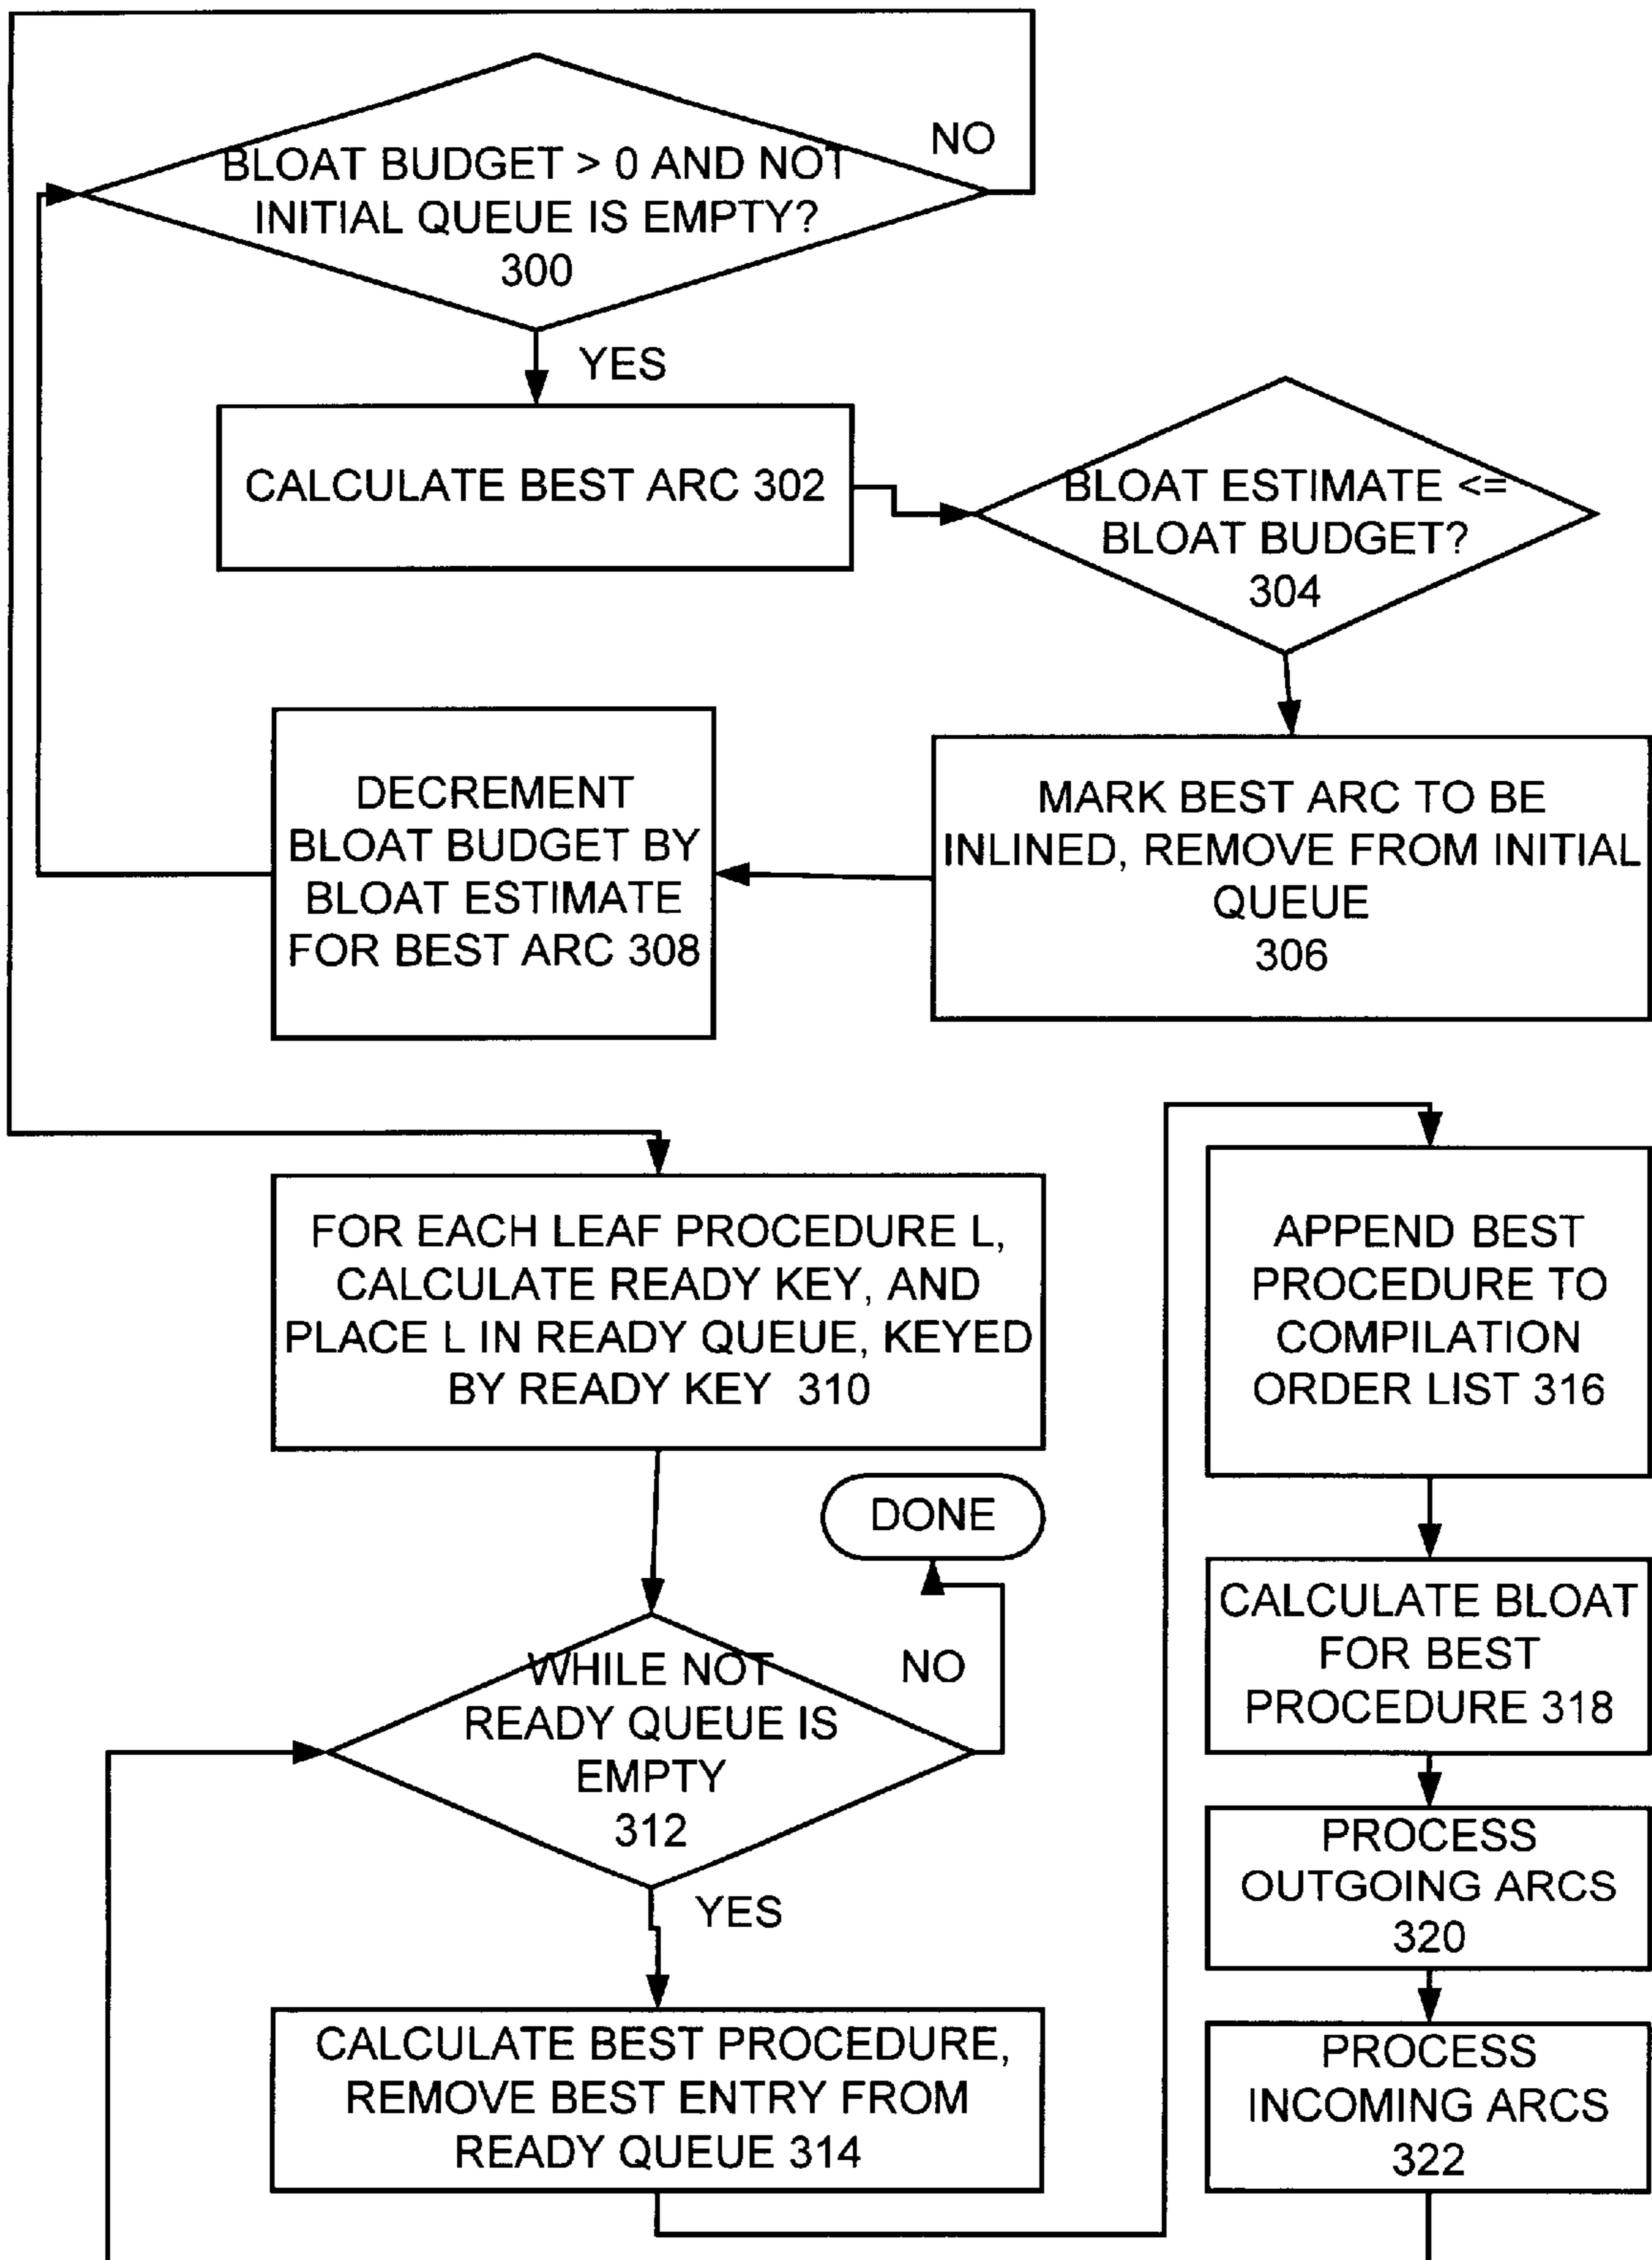 NO
BLOAT BUDGET > 0 AND NOT
INITIAL QUEUE IS EMPTY?
300
YES
CALCULATE BEST ARC 302
BLOAT ESTIMATE <=
BLOAT BUDGET?
304
DECREMENT
BLOAT BUDGET BY
BLOAT ESTIMATE
FOR BEST ARC 308
MARK BEST ARC TO BE
INLINED, REMOVE FROM INITIAL
QUEUE
306
FOR EACH LEAF PROCEDURE L,
CALCULATE READY KEY, AND
PLACE L IN READY QUEUE, KEYED
BY READY KEY 310
DONE
NO
WHILE NOT
READY QUEUE IS
EMPTY
312
YES
CALCULATE BEST PROCEDURE,
REMOVE BEST ENTRY FROM
READY QUEUE 314
APPEND BEST
PROCEDURE TO
COMPILATION
ORDER LIST 316
CALCULATE BLOAT
FOR BEST
PROCEDURE 318
PROCESS
OUTGOING ARCS
320
PROCESS
INCOMING ARCS
322